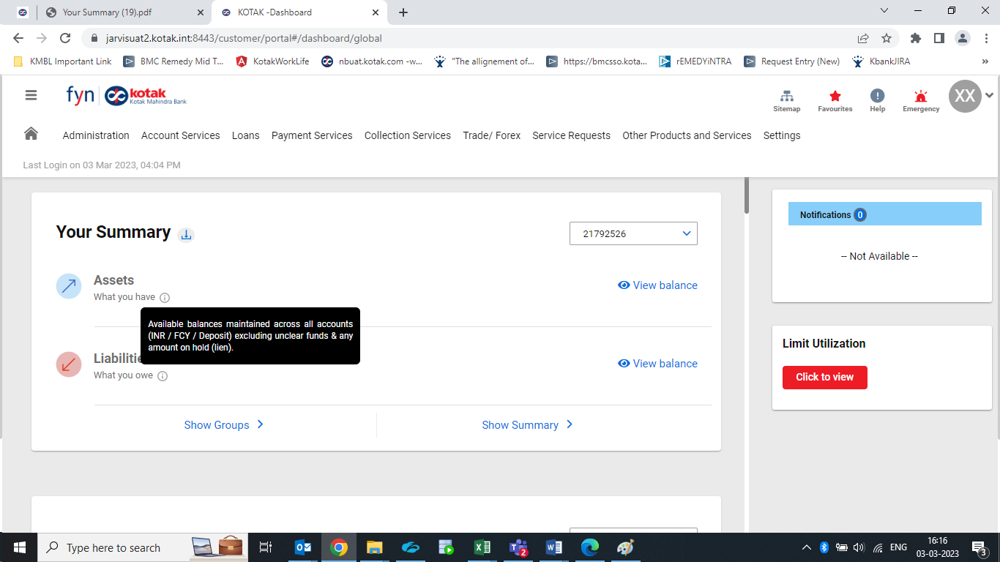 Your Summary (19).pdf
KOTAK -Dashboard
jarvisuat2.kotak.int:8443/customer/portal#/dashboard/global
KMBL Important Link
BMC Remedy Mid T...
KotakWorkLife
nbuat.kotak.com -w...
"The allignement of...
https://bmcsso.kota...
rEMEDYiNTRA
Request Entry (New)
KbankJIRA
»
fyn
kotak
Kotak Mahindra Bank
Sitemap
Favourites
Help
Emergency
XX
Administration
Account Services
Loans
Payment Services
Collection Services
Trade/ Forex
Service Requests
Other Products and Services
Settings
Last Login on 03 Mar 2023, 04:04 PM
Your Summary
21792526
Assets
What you have
View balance
Available balances maintained across all accounts
(INR / FCY / Deposit) excluding unclear funds & any
amount on hold (lien).
Liabilitie
What you owe
View balance
Show Groups
Show Summary
Notifications 0
-- Not Available --
Limit Utilization
Click to view
Type here to search
2
ENG
16:16
03-03-2023
3